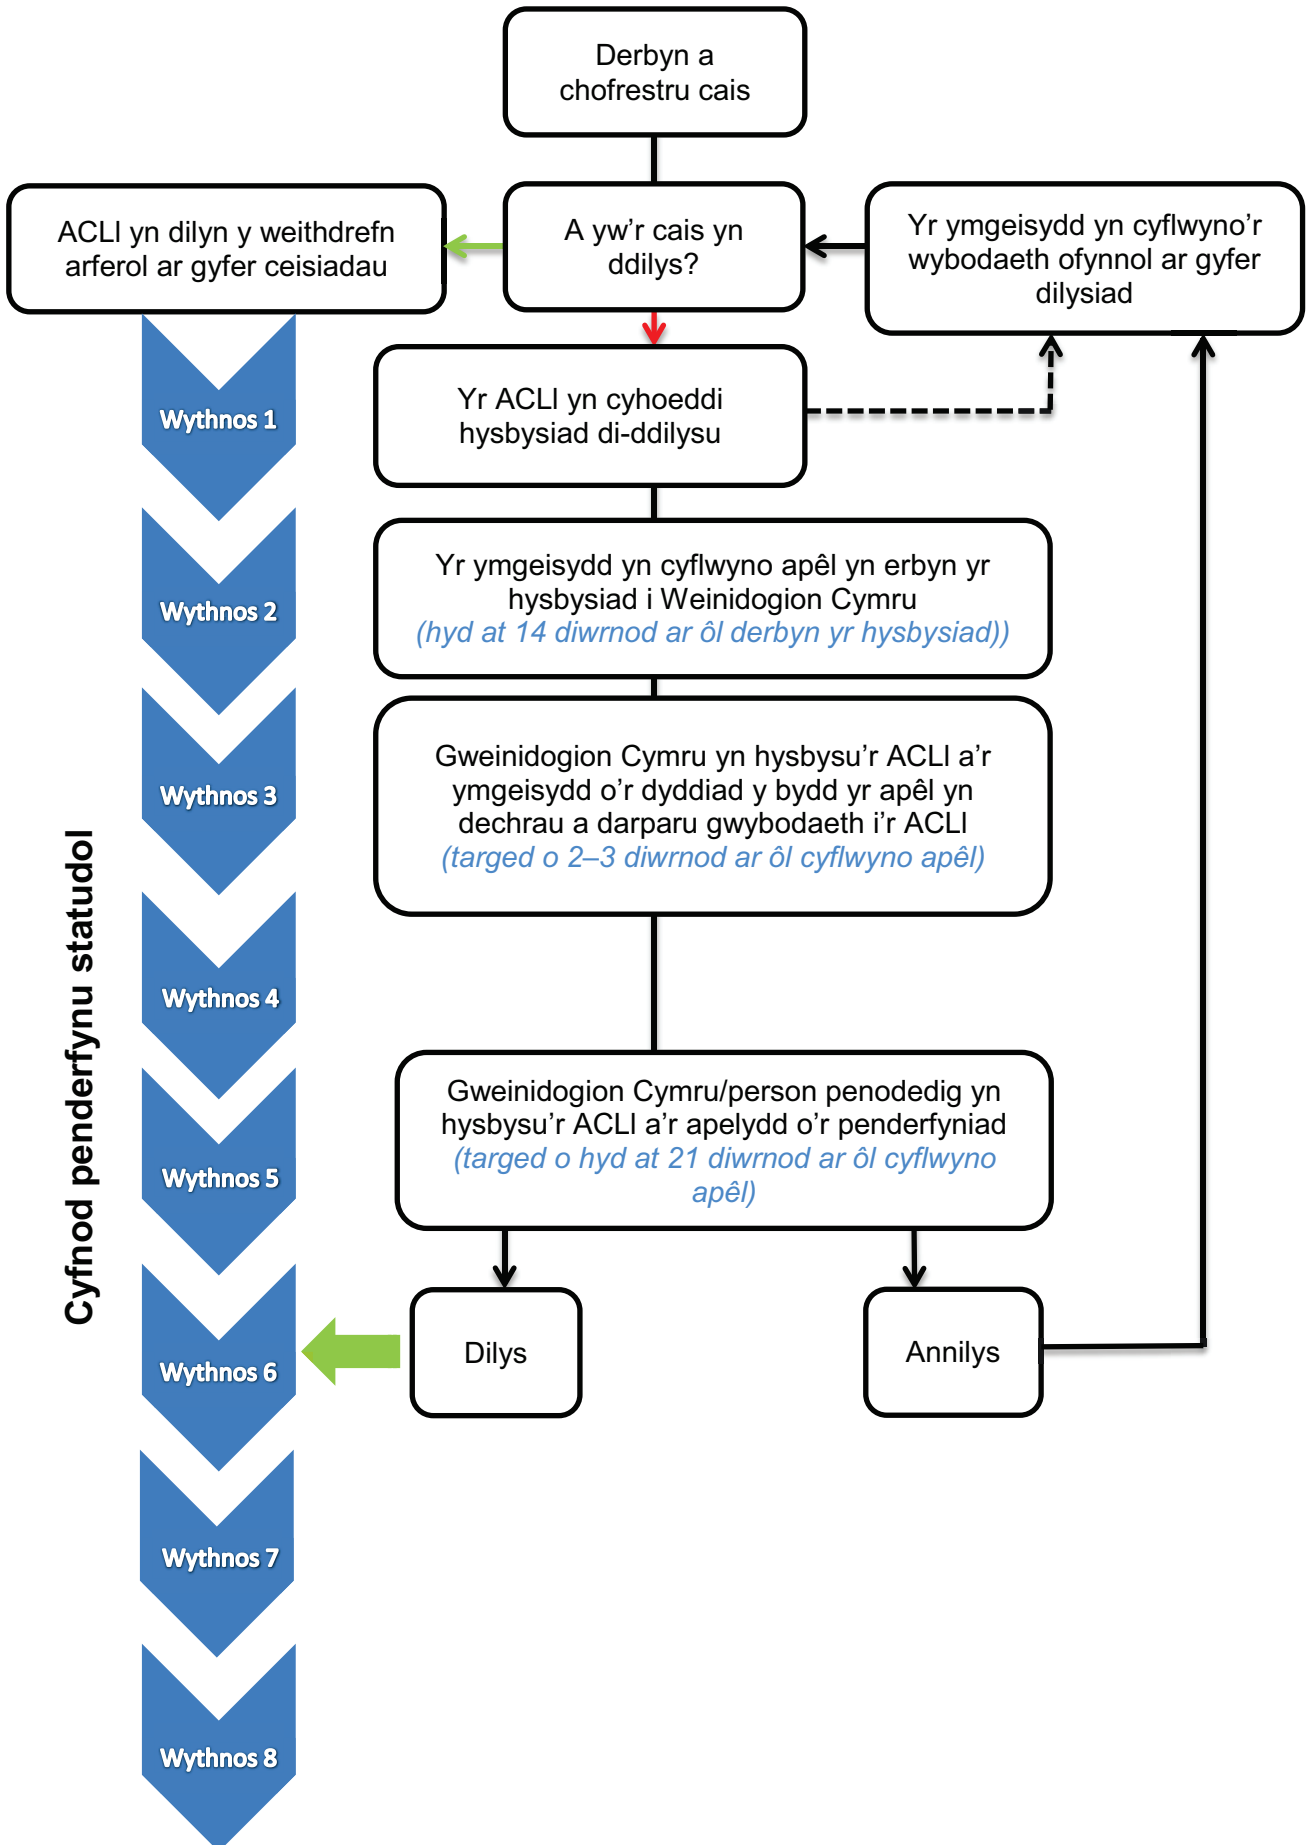 Derbyn a
chofrestru cais
ACLl yn dilyn y weithdrefn
arferol ar gyfer ceisiadau
A yw'r cais yn
ddilys?
Yr ymgeisydd yn cyflwyno'r
wybodaeth ofynnol ar gyfer
dilysiad
Yr ACLl yn cyhoeddi
hysbysiad di-ddilysu
Yr ymgeisydd yn cyflwyno apêl yn erbyn yr
hysbysiad i Weinidogion Cymru
(hyd at 14 diwrnod ar ôl derbyn yr hysbysiad))
Gweinidogion Cymru yn hysbysu'r ACLl a'r
ymgeisydd o'r dyddiad y bydd yr apêl yn
dechrau a darparu gwybodaeth i'r ACLl
(targed o 2–3 diwrnod ar ôl cyflwyno apêl)
Gweinidogion Cymru/person penodedig yn
hysbysu'r ACLl a'r apelydd o'r penderfyniad
(targed o hyd at 21 diwrnod ar ôl cyflwyno
apêl)
Dilys
Annilys
Cyfnod penderfynu statudol
Wythnos 1
Wythnos 2
Wythnos 3
Wythnos 4
Wythnos 5
Wythnos 6
Wythnos 7
Wythnos 8